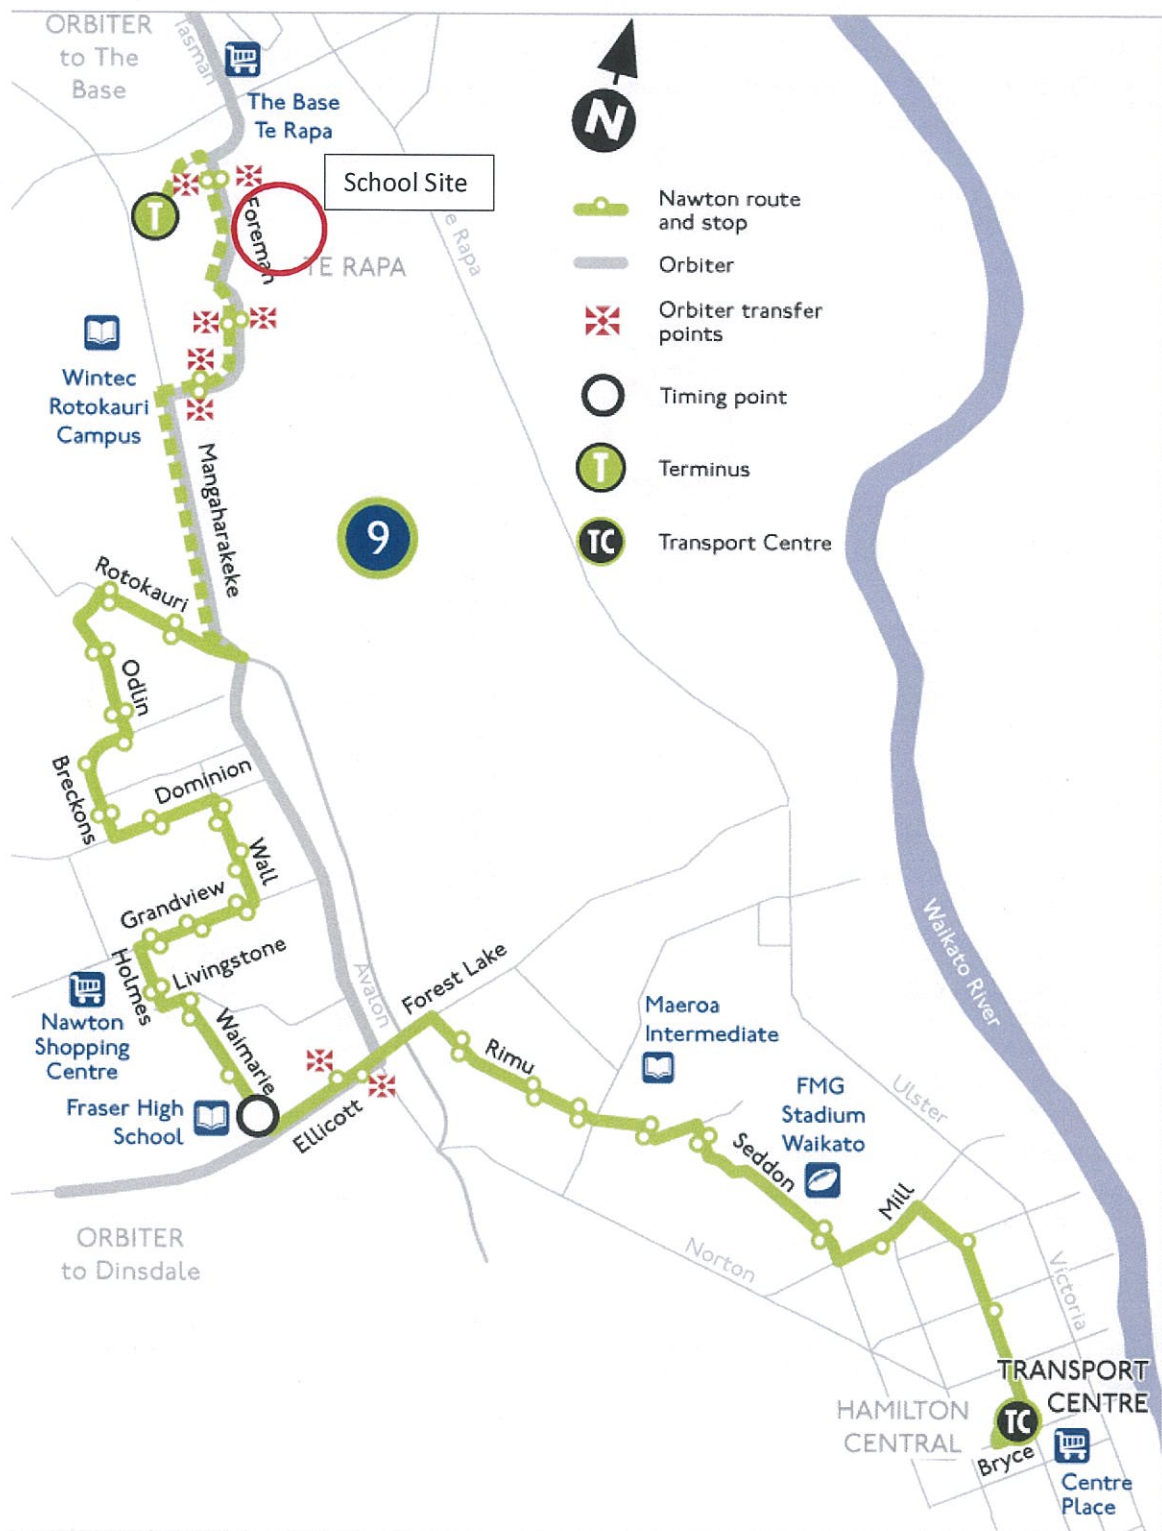 ORBITER
to The
Base
Tasman
The Base
Te Rapa
N
School Site
T
Foreman
TE RAPA
e Rapa
Nawton route
and stop
Orbiter
Orbiter transfer
points
Timing point
T
Terminus
TC
Transport Centre
Wintec
Rotokauri
Campus
Mangaharakeke
9
Rotokauri
Odlin
Breckons
Dominion
Wall
Grandview
Holmes
Livingstone
Nawton
Shopping
Centre
Waimarie
Fraser High
School
Ellicott
Avalon
Forest Lake
Rimu
Maeroa
Intermediate
FMG
Stadium
Waikato
Seddon
Mill
Ulster
Waikato River
Norton
Victoria
ORBITER
to Dinsdale
TRANSPORT
CENTRE
TC
HAMILTON
CENTRAL
Bryce
Centre
Place